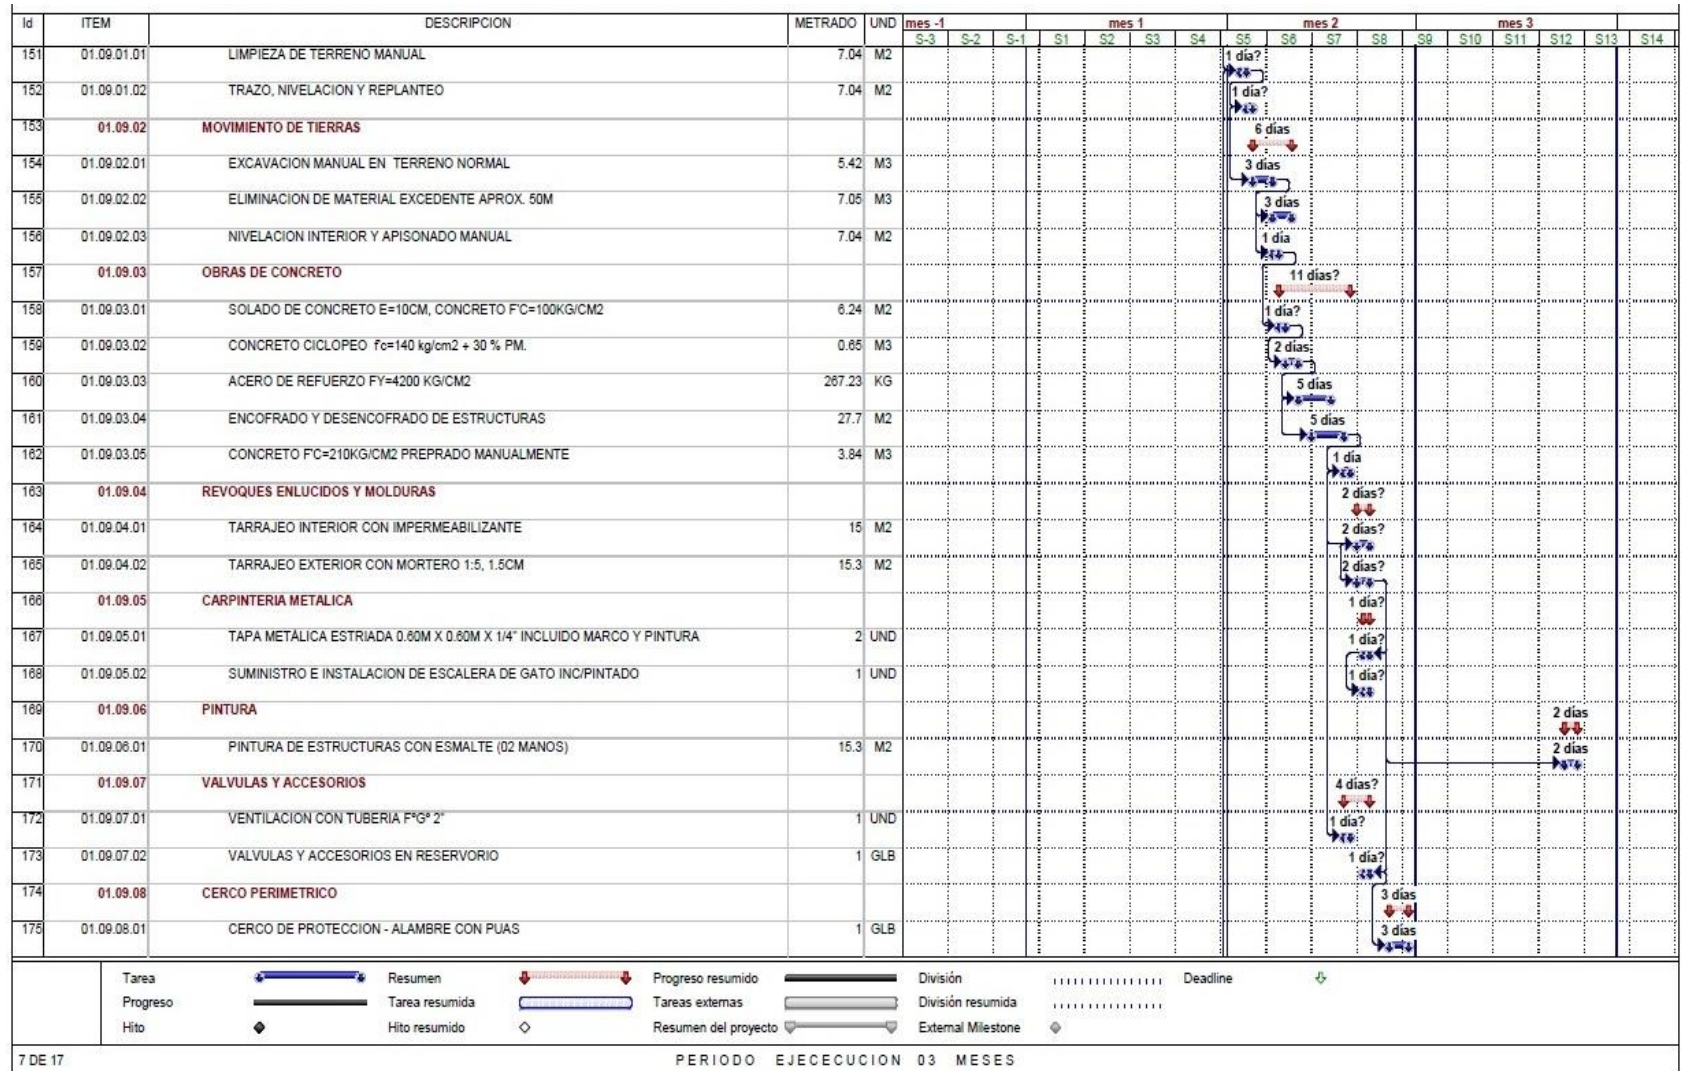 Id ITEM DESCRIPCION METRADO UND mes -1 mes 1 mes 2 mes 3
S-3 S-2 S-1 S1 S2 S3 S4 S5 S6 S7 S8 S9 S10 S11 S12 S13 S14
151 01.09.01.01 LIMPIEZA DE TERRENO MANUAL 7.04 M2 1 día?
152 01.09.01.02 TRAZO, NIVELACION Y REPLANTEO 7.04 M2 1 día?
153 01.09.02 MOVIMIENTO DE TIERRAS 6 días
154 01.09.02.01 EXCAVACION MANUAL EN TERRENO NORMAL 5.42 M3 3 días
155 01.09.02.02 ELIMINACION DE MATERIAL EXCEDENTE APROX. 50M 7.05 M3 3 días
156 01.09.02.03 NIVELACION INTERIOR Y APISONADO MANUAL 7.04 M2 1 día
157 01.09.03 OBRAS DE CONCRETO 11 días?
158 01.09.03.01 SOLADO DE CONCRETO E=10CM, CONCRETO F'C=100KG/CM2 6.24 M2 1 día?
159 01.09.03.02 CONCRETO CICLOPEO f'c=140 kg/cm2 + 30 % PM. 0.65 M3 2 días
160 01.09.03.03 ACERO DE REFUERZO FY=4200 KG/CM2 267.23 KG 5 días
161 01.09.03.04 ENCOFRADO Y DESENCOFRADO DE ESTRUCTURAS 27.7 M2 5 días
162 01.09.03.05 CONCRETO F'C=210KG/CM2 PREPRADO MANUALMENTE 3.84 M3 1 día
163 01.09.04 REVOQUES ENLUCIDOS Y MOLDURAS 2 días?
164 01.09.04.01 TARRAJEO INTERIOR CON IMPERMEABILIZANTE 15 M2 2 días?
165 01.09.04.02 TARRAJEO EXTERIOR CON MORTERO 1:5, 1.5CM 15.3 M2 2 días?
166 01.09.05 CARPINTERIA METALICA 1 día?
167 01.09.05.01 TAPA METÁLICA ESTRIADA 0.60M X 0.60M X 1/4" INCLUIDO MARCO Y PINTURA 2 UND 1 día?
168 01.09.05.02 SUMINISTRO E INSTALACION DE ESCALERA DE GATO INC/PINTADO 1 UND 1 día?
169 01.09.06 PINTURA 2 días
170 01.09.06.01 PINTURA DE ESTRUCTURAS CON ESMALTE (02 MANOS) 15.3 M2 2 días
171 01.09.07 VALVULAS Y ACCESORIOS 4 días?
172 01.09.07.01 VENTILACION CON TUBERIA FºGº 2" 1 UND 1 día?
173 01.09.07.02 VALVULAS Y ACCESORIOS EN RESERVORIO 1 GLB 1 día?
174 01.09.08 CERCO PERIMETRICO 3 días
175 01.09.08.01 CERCO DE PROTECCION - ALAMBRE CON PUAS 1 GLB 3 días
Tarea Resumen Progreso resumido División Deadline
Progreso Tarea resumida Tareas externas División resumida
Hito Hito resumido Resumen del proyecto External Milestone
7 DE 17 PERIODO EJECECUCION 03 MESES